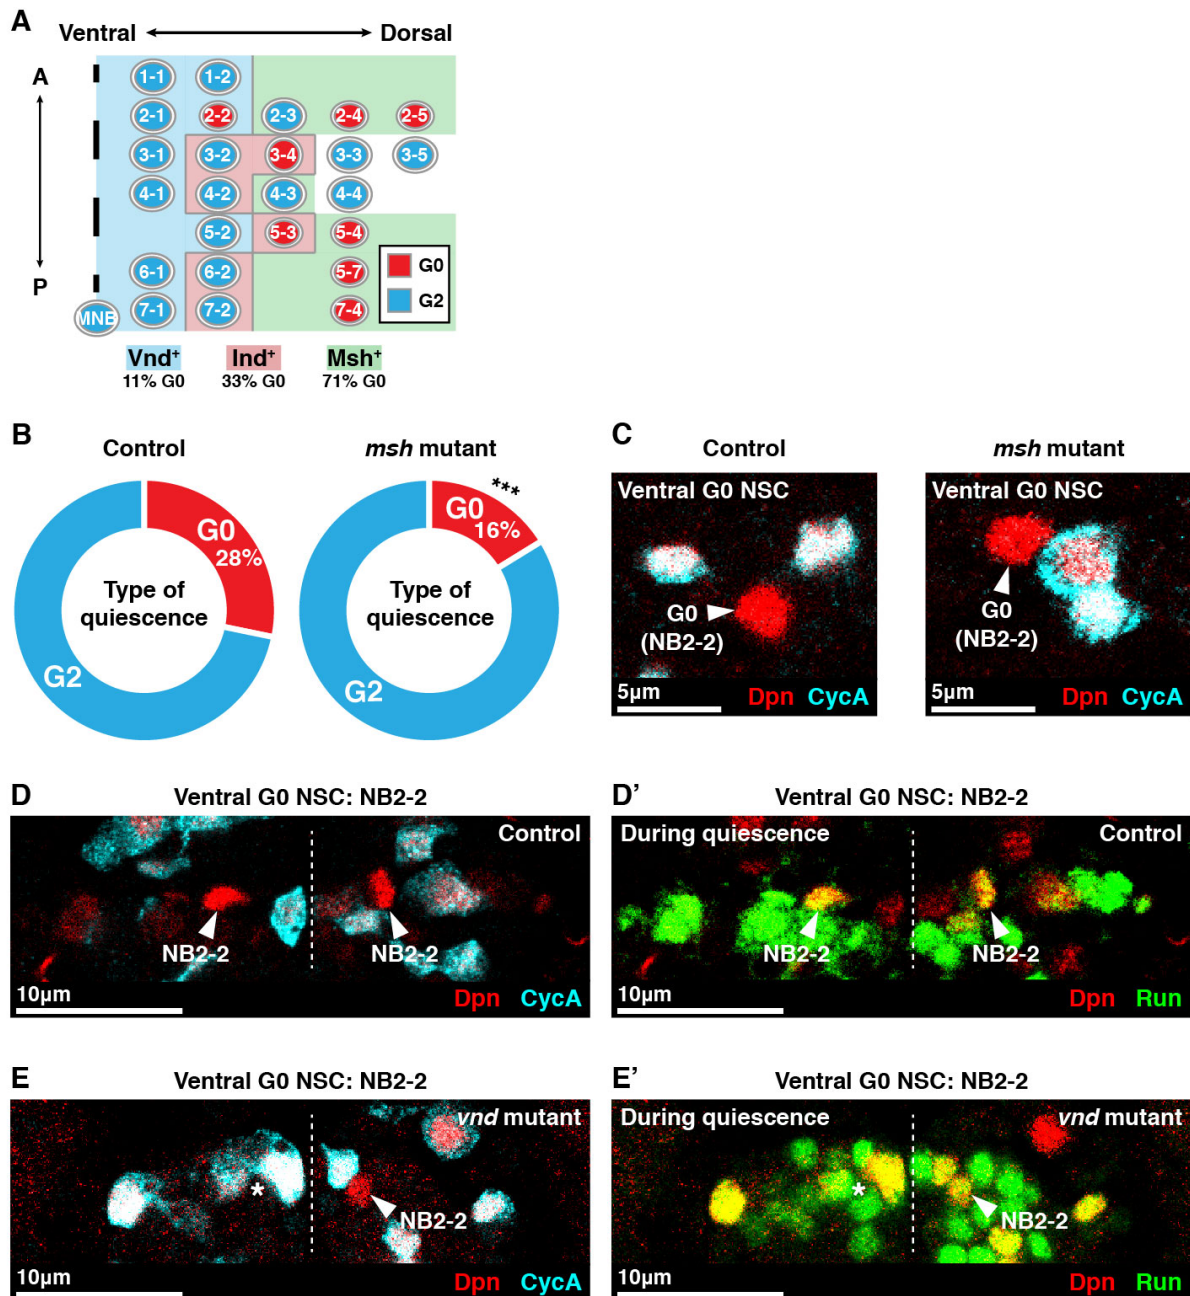 A
Ventral Dorsal
A
1-1 1-2
2-1 2-2 2-3 2-4 2-5
3-1 3-2 3-4 3-3 3-5
4-1 4-2 4-3 4-4
5-2 5-3 5-4
6-1 6-2 5-7
7-1 7-2 7-4
P
MNB
G0
G2
Vnd⁺ Ind⁺ Msh⁺
11% G0 33% G0 71% G0
B
Control
G0
28%
Type of
quiescence
G2
msh mutant
***
G0
16%
Type of
quiescence
G2
C
Control
Ventral G0 NSC
G0
(NB2-2)
5μm
Dpn CycA
msh mutant
Ventral G0 NSC
G0
(NB2-2)
5μm
Dpn CycA
D
Ventral G0 NSC: NB2-2
Control
NB2-2 NB2-2
10μm
Dpn CycA
D’
Ventral G0 NSC: NB2-2
During quiescence Control
NB2-2 NB2-2
10μm
Dpn Run
E
Ventral G0 NSC: NB2-2
vnd mutant
*
NB2-2
10μm
Dpn CycA
E’
Ventral G0 NSC: NB2-2
During quiescence vnd mutant
*
NB2-2
10μm
Dpn Run